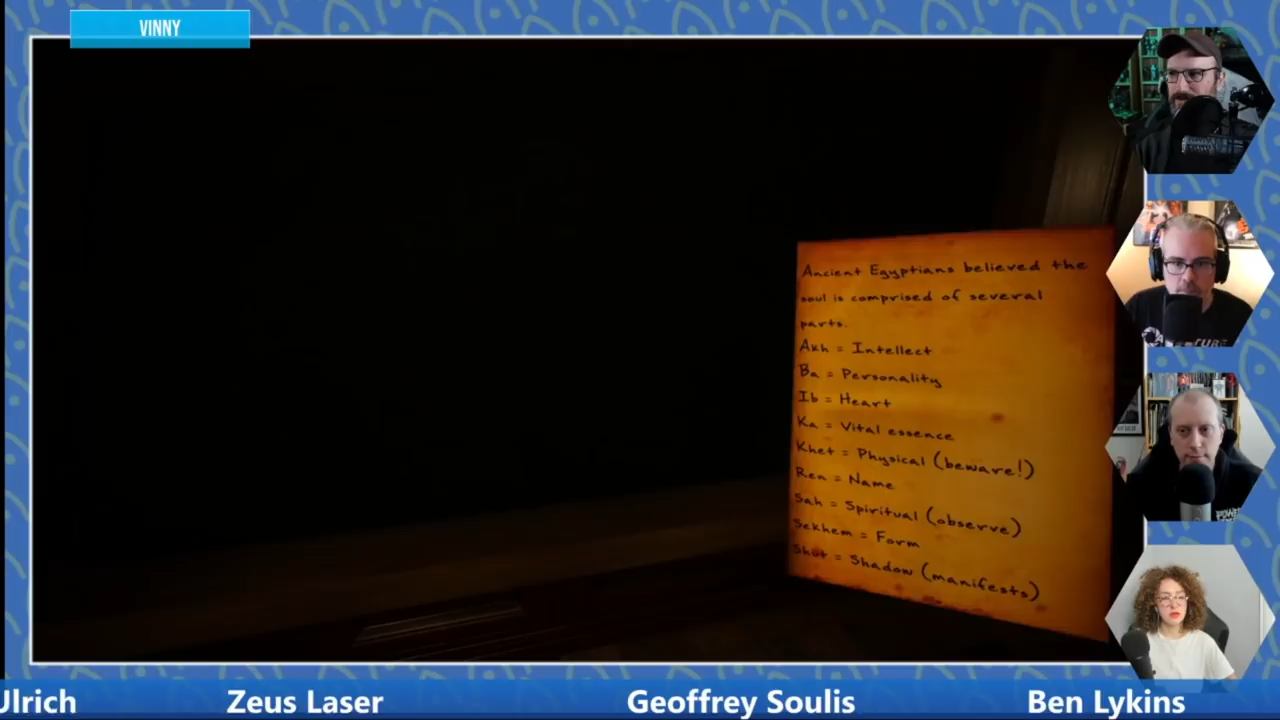 VINNY
Ancient Egyptians believed the
soul is comprised of several
parts.
Akh = Intellect
Ba = Personality
Ib = Heart
Ka = Vital essence
Khet = Physical (beware!)
Ren = Name
Sah = Spiritual (observe)
Sekhem = Form
Shut = Shadow (manifests)
Ulrich
Zeus Laser
Geoffrey Soulis
Ben Lykins